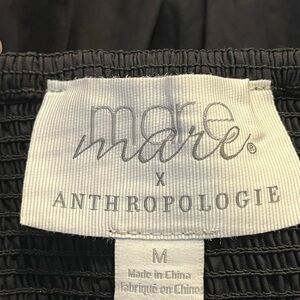 mare
mare®
X
ANTHROPOLOGIE
M
Made in China
Fabriqué en Chine